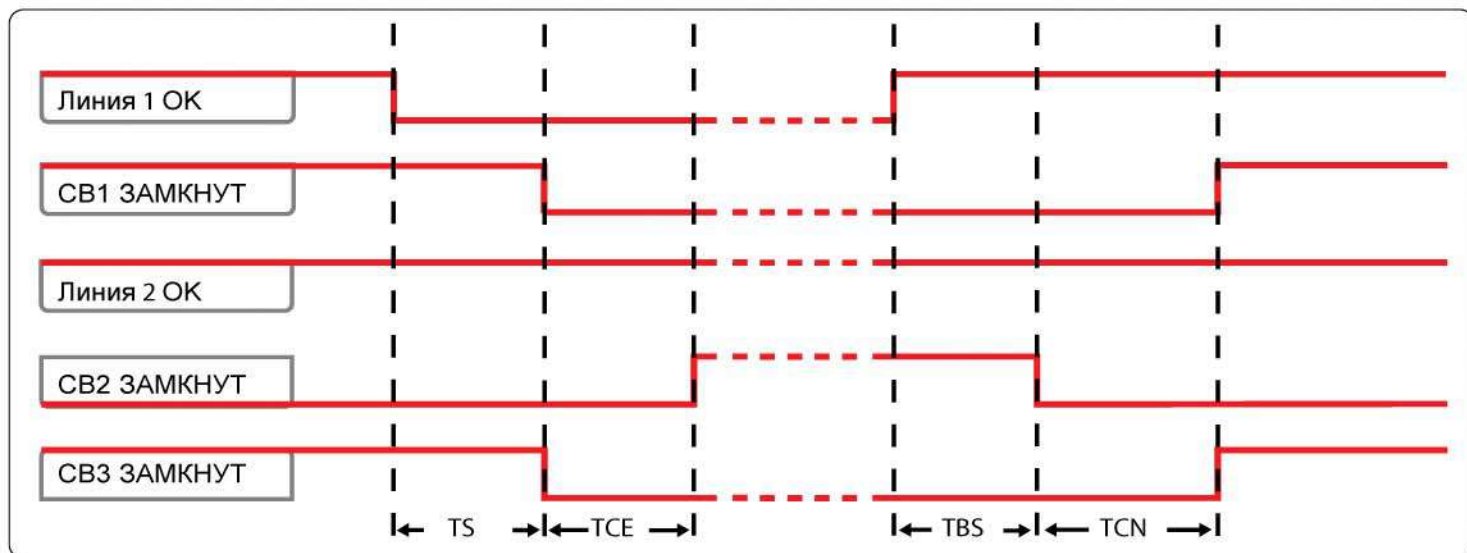 Линия 1 OK
CB1 ЗАМКНУТ
Линия 2 OK
CB2 ЗАМКНУТ
CB3 ЗАМКНУТ
TS TCE TBS TCN